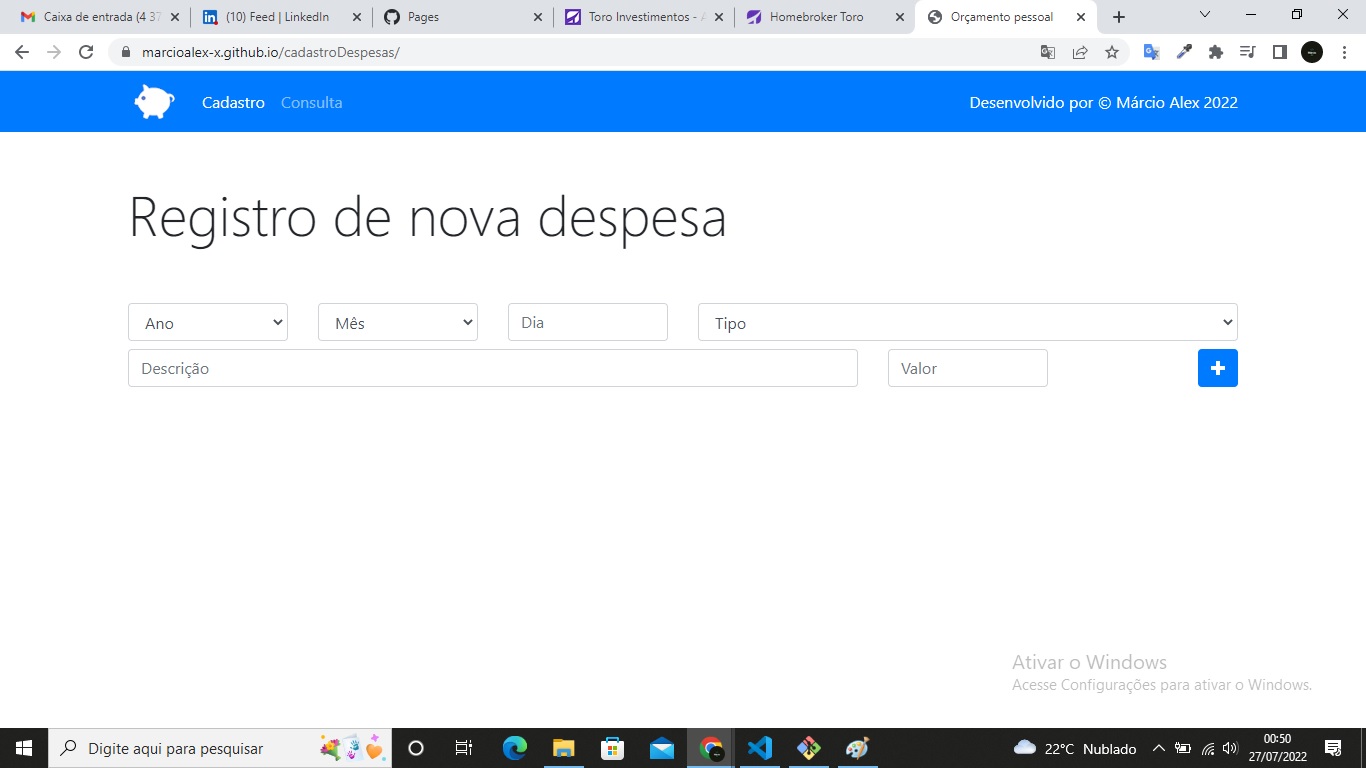 Caixa de entrada (4 37
(10) Feed | LinkedIn
Pages
Toro Investimentos - A
Homebroker Toro
Orçamento pessoal
marcioalex-x.github.io/cadastroDespesas/
Cadastro
Consulta
Desenvolvido por © Márcio Alex 2022
Registro de nova despesa
Ano
Mês
Dia
Tipo
Descrição
Valor
Ativar o Windows
Acesse Configurações para ativar o Windows.
Digite aqui para pesquisar
22°C Nublado
00:50
27/07/2022